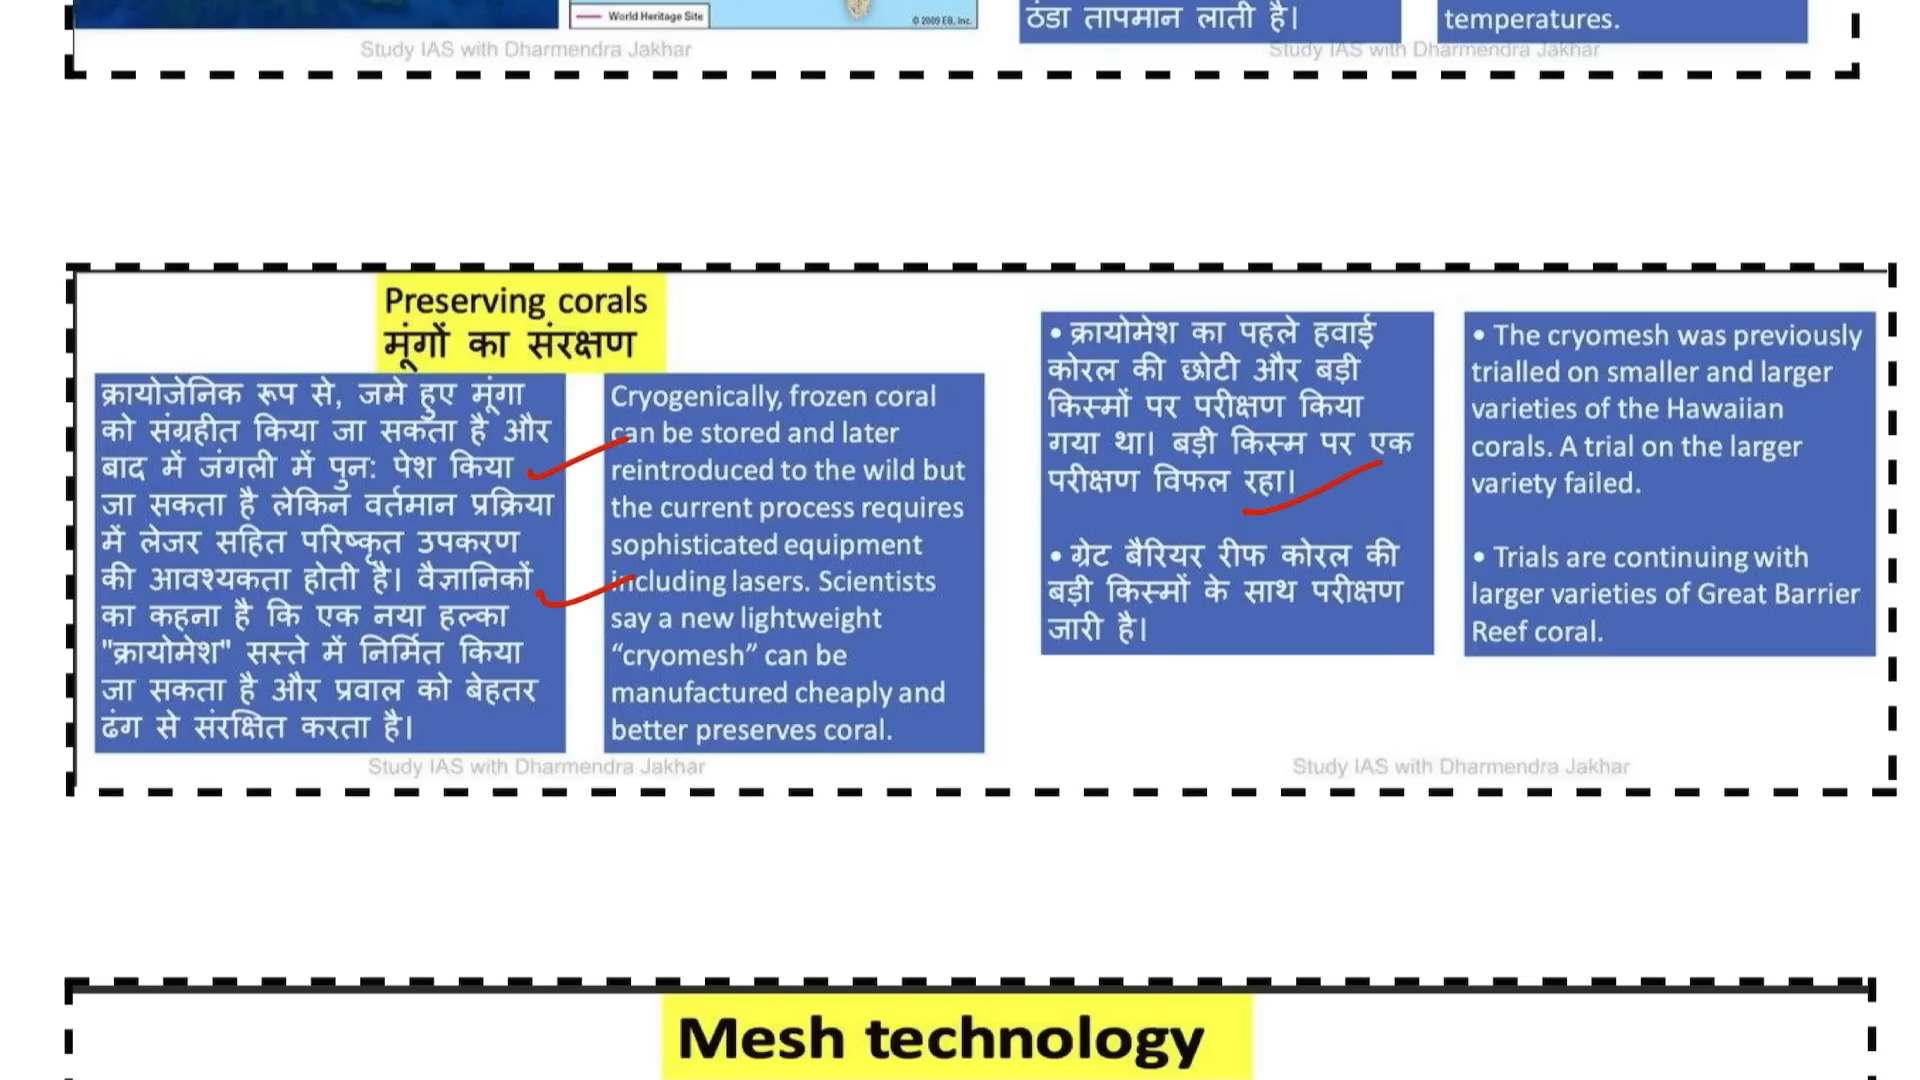 World Heritage Site
© 2009 EB, Inc.
ठंडा तापमान लाती है।
temperatures.
Study IAS with Dharmendra Jakhar
Study IAS with Dharmendra Jakhar
Preserving corals
मूंगों का संरक्षण
क्रायोजेनिक रूप से, जमे हुए मूंगा
को संग्रहीत किया जा सकता है और
बाद में जंगली में पुन: पेश किया
जा सकता है लेकिन वर्तमान प्रक्रिया
में लेजर सहित परिष्कृत उपकरण
की आवश्यकता होती है। वैज्ञानिकों
का कहना है कि एक नया हल्का
"क्रायोमेश" सस्ते में निर्मित किया
जा सकता है और प्रवाल को बेहतर
ढंग से संरक्षित करता है।
Cryogenically, frozen coral
can be stored and later
reintroduced to the wild but
the current process requires
sophisticated equipment
including lasers. Scientists
say a new lightweight
“cryomesh” can be
manufactured cheaply and
better preserves coral.
Study IAS with Dharmendra Jakhar
• क्रायोमेश का पहले हवाई
कोरल की छोटी और बड़ी
किस्मों पर परीक्षण किया
गया था। बड़ी किस्म पर एक
परीक्षण विफल रहा।
• ग्रेट बैरियर रीफ कोरल की
बड़ी किस्मों के साथ परीक्षण
जारी है।
• The cryomesh was previously
trialled on smaller and larger
varieties of the Hawaiian
corals. A trial on the larger
variety failed.
• Trials are continuing with
larger varieties of Great Barrier
Reef coral.
Study IAS with Dharmendra Jakhar
Mesh technology